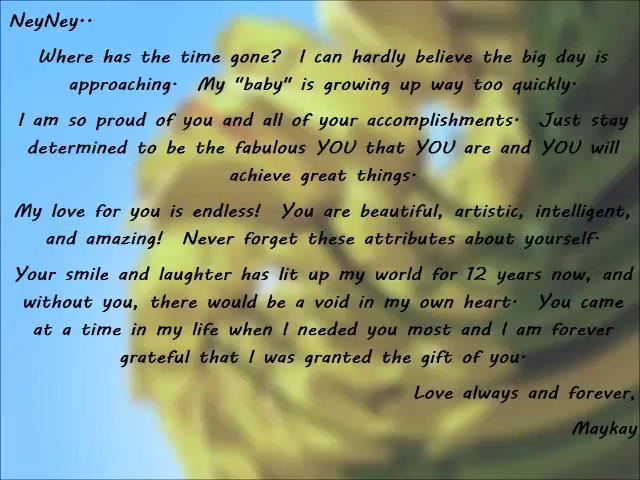 NeyNey..
Where has the time gone? I can hardly believe the big day is
approaching. My "baby" is growing up way too quickly.
I am so proud of you and all of your accomplishments. Just stay
determined to be the fabulous YOU that YOU are and YOU will
achieve great things.
My love for you is endless! You are beautiful, artistic, intelligent,
and amazing! Never forget these attributes about yourself.
Your smile and laughter has lit up my world for 12 years now, and
without you, there would be a void in my own heart. You came
at a time in my life when I needed you most and I am forever
grateful that I was granted the gift of you.
Love always and forever,
Maykay